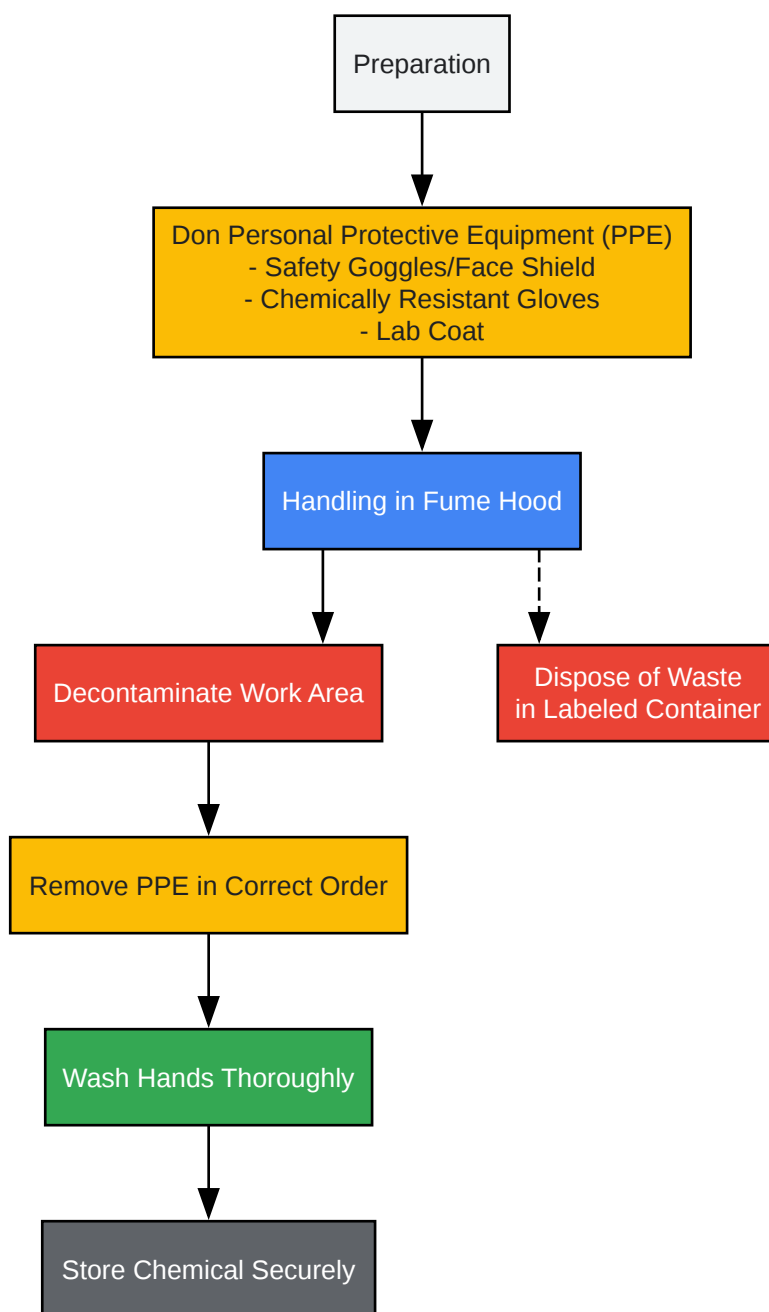 Preparation
Don Personal Protective Equipment (PPE)
- Safety Goggles/Face Shield
- Chemically Resistant Gloves
- Lab Coat
Handling in Fume Hood
Decontaminate Work Area
Dispose of Waste
in Labeled Container
Remove PPE in Correct Order
Wash Hands Thoroughly
Store Chemical Securely